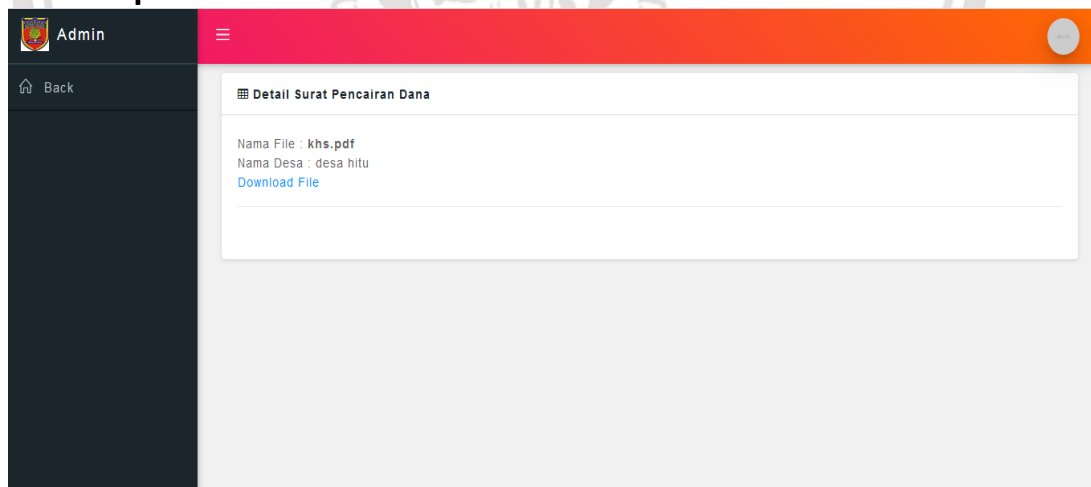 Admin
Back
Detail Surat Pencairan Dana
Nama File : khs.pdf
Nama Desa : desa hitu
Download File